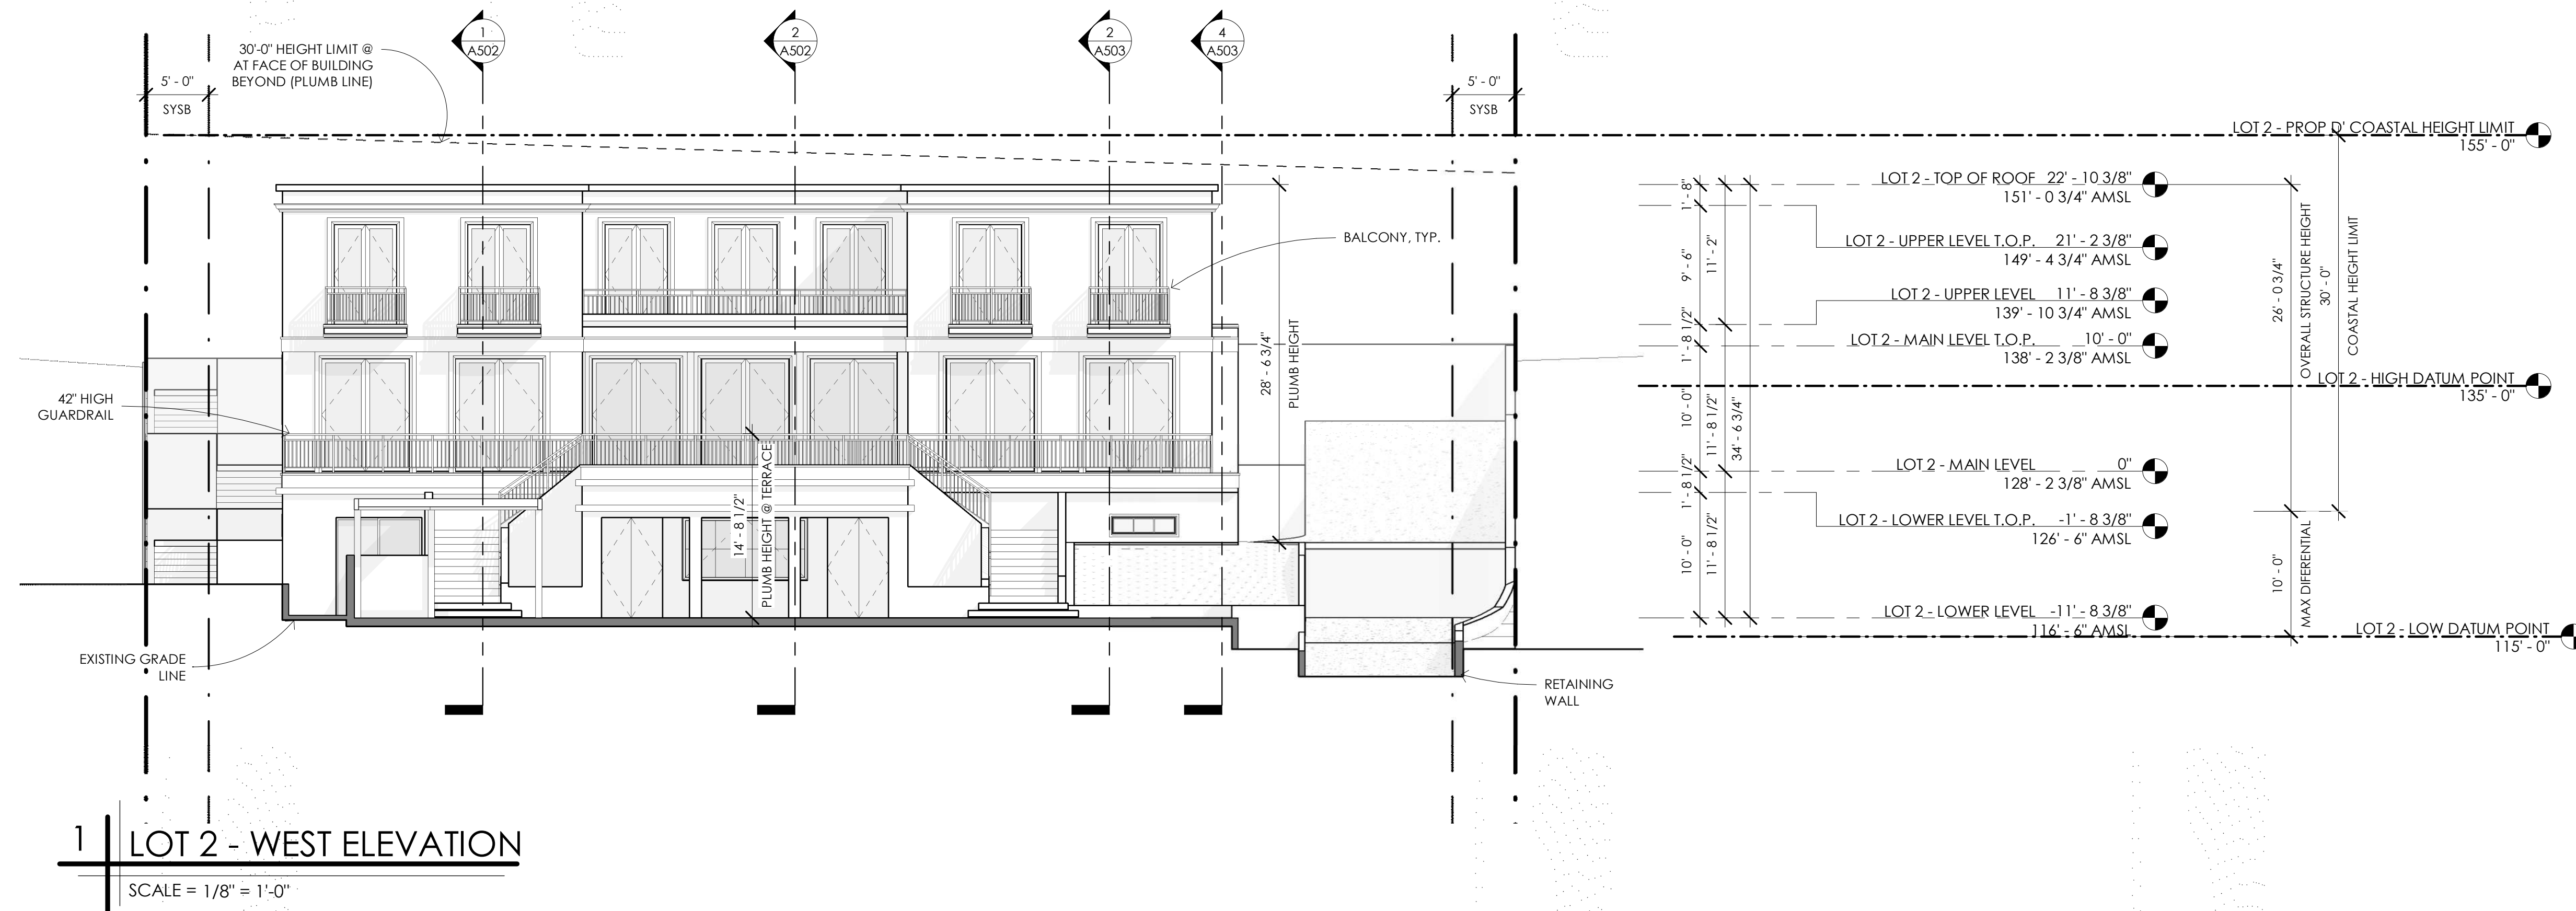 1
A502
2
A502
2
A503
4
A503
30'-0" HEIGHT LIMIT @
AT FACE OF BUILDING
BEYOND (PLUMB LINE)
5' - 0"
SYSB
5' - 0"
SYSB
LOT 2 - PROP D' COASTAL HEIGHT LIMIT
155' - 0"
LOT 2 - TOP OF ROOF 22' - 10 3/8"
151' - 0 3/4" AMSL
LOT 2 - UPPER LEVEL T.O.P. 21' - 2 3/8"
149' - 4 3/4" AMSL
LOT 2 - UPPER LEVEL 11' - 8 3/8"
139' - 10 3/4" AMSL
LOT 2 - MAIN LEVEL T.O.P. 10' - 0"
138' - 2 3/8" AMSL
LOT 2 - HIGH DATUM POINT
135' - 0"
LOT 2 - MAIN LEVEL 0"
128' - 2 3/8" AMSL
LOT 2 - LOWER LEVEL T.O.P. -1' - 8 3/8"
126' - 6" AMSL
LOT 2 - LOWER LEVEL -11' - 8 3/8"
116' - 6" AMSL
LOT 2 - LOW DATUM POINT
115' - 0"
1' - 8"
9' - 6"
1' - 8 1/2"
10' - 0"
1' - 8 1/2"
10' - 0"
11' - 2"
11' - 8 1/2"
11' - 8 1/2"
34' - 6 3/4"
26' - 0 3/4"
OVERALL STRUCTURE HEIGHT
30' - 0"
COASTAL HEIGHT LIMIT
10' - 0"
MAX DIFERENTIAL
BALCONY, TYP.
28' - 6 3/4"
PLUMB HEIGHT
14' - 8 1/2"
PLUMB HEIGHT @ TERRACE
42" HIGH
GUARDRAIL
EXISTING GRADE
LINE
RETAINING
WALL
1
LOT 2 - WEST ELEVATION
SCALE = 1/8" = 1'-0"